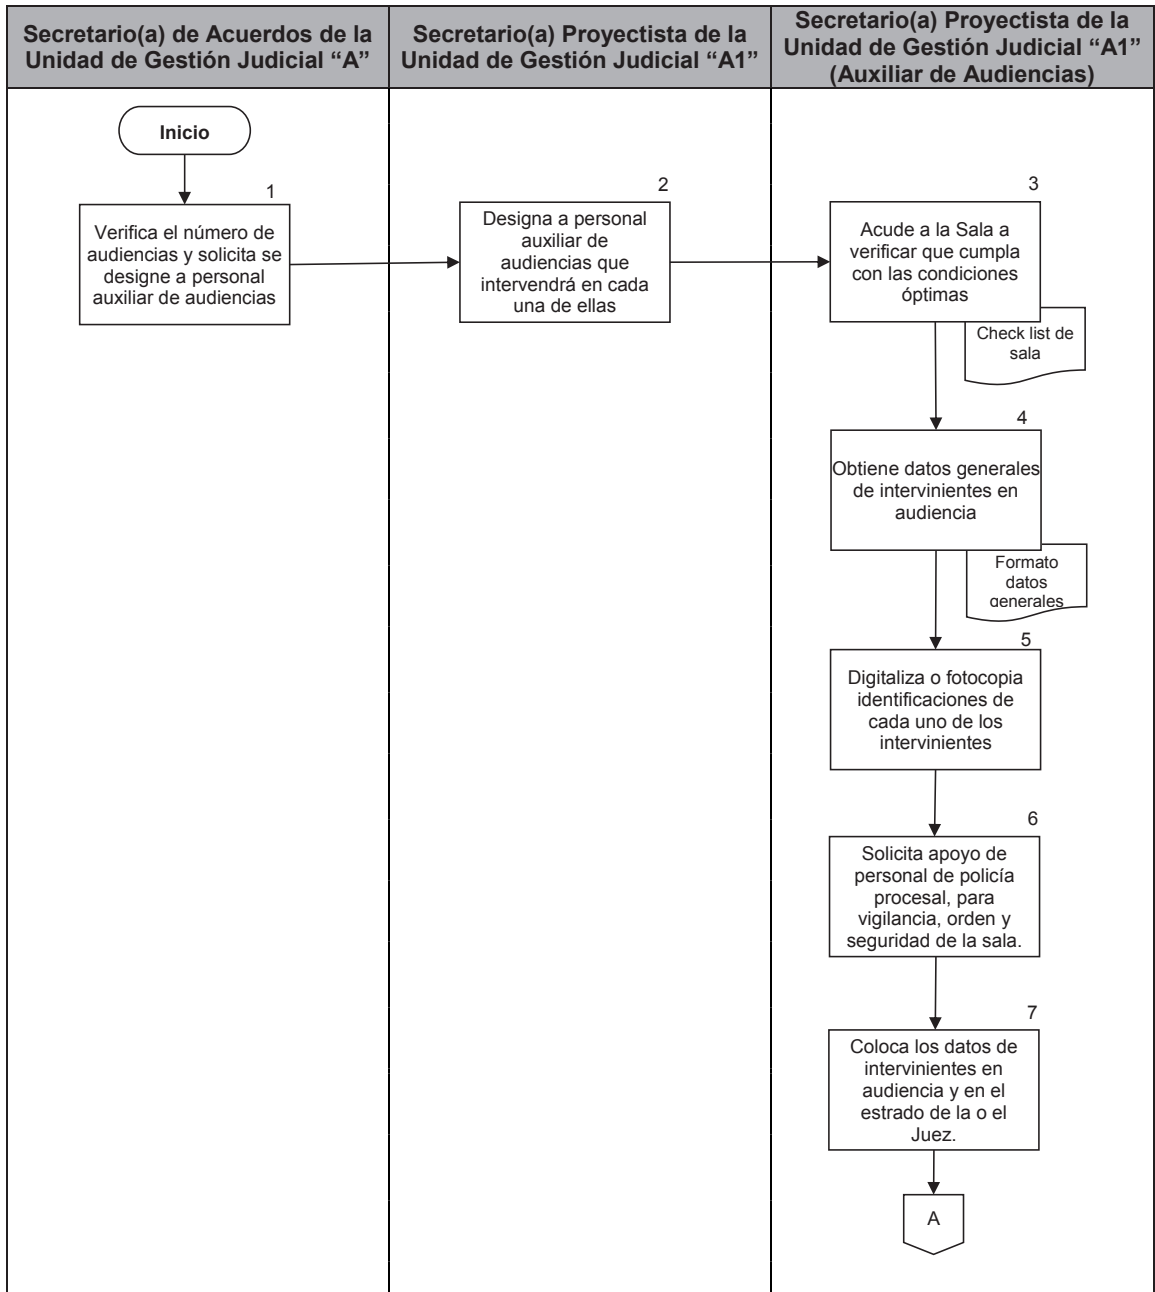 Secretario(a) de Acuerdos de la
Unidad de Gestión Judicial “A”
Secretario(a) Proyectista de la
Unidad de Gestión Judicial “A1”
Secretario(a) Proyectista de la
Unidad de Gestión Judicial “A1”
(Auxiliar de Audiencias)
Inicio
1
Verifica el número de
audiencias y solicita se
designe a personal
auxiliar de audiencias
2
Designa a personal
auxiliar de
audiencias que
intervendrá en cada
una de ellas
3
Acude a la Sala a
verificar que cumpla
con las condiciones
óptimas
Check list de
sala
4
Obtiene datos generales
de intervinientes en
audiencia
Formato
datos
generales
5
Digitaliza o fotocopia
identificaciones de
cada uno de los
intervinientes
6
Solicita apoyo de
personal de policía
procesal, para
vigilancia, orden y
seguridad de la sala.
7
Coloca los datos de
intervinientes en
audiencia y en el
estrado de la o el
Juez.
A